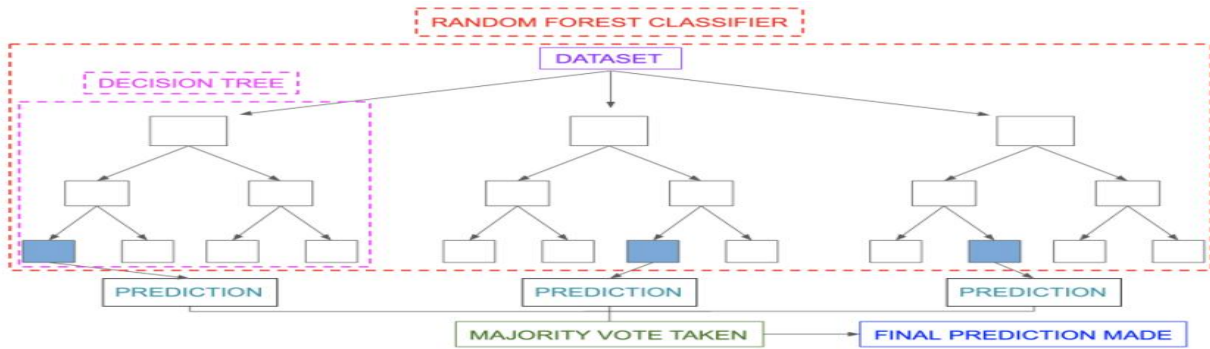 RANDOM FOREST CLASSIFIER
DATASET
DECISION TREE
PREDICTION
PREDICTION
PREDICTION
MAJORITY VOTE TAKEN
FINAL PREDICTION MADE